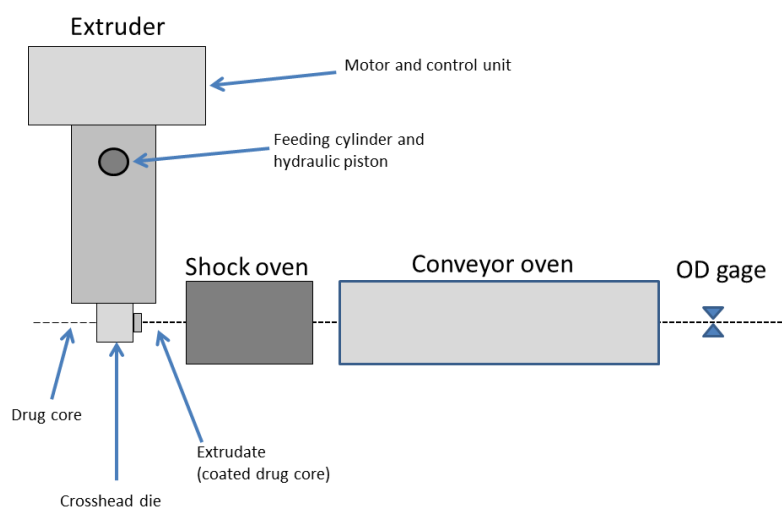 Extruder
Motor and control unit
Feeding cylinder and
hydraulic piston
Shock oven
Conveyor oven
OD gage
Drug core
Extrudate
(coated drug core)
Crosshead die